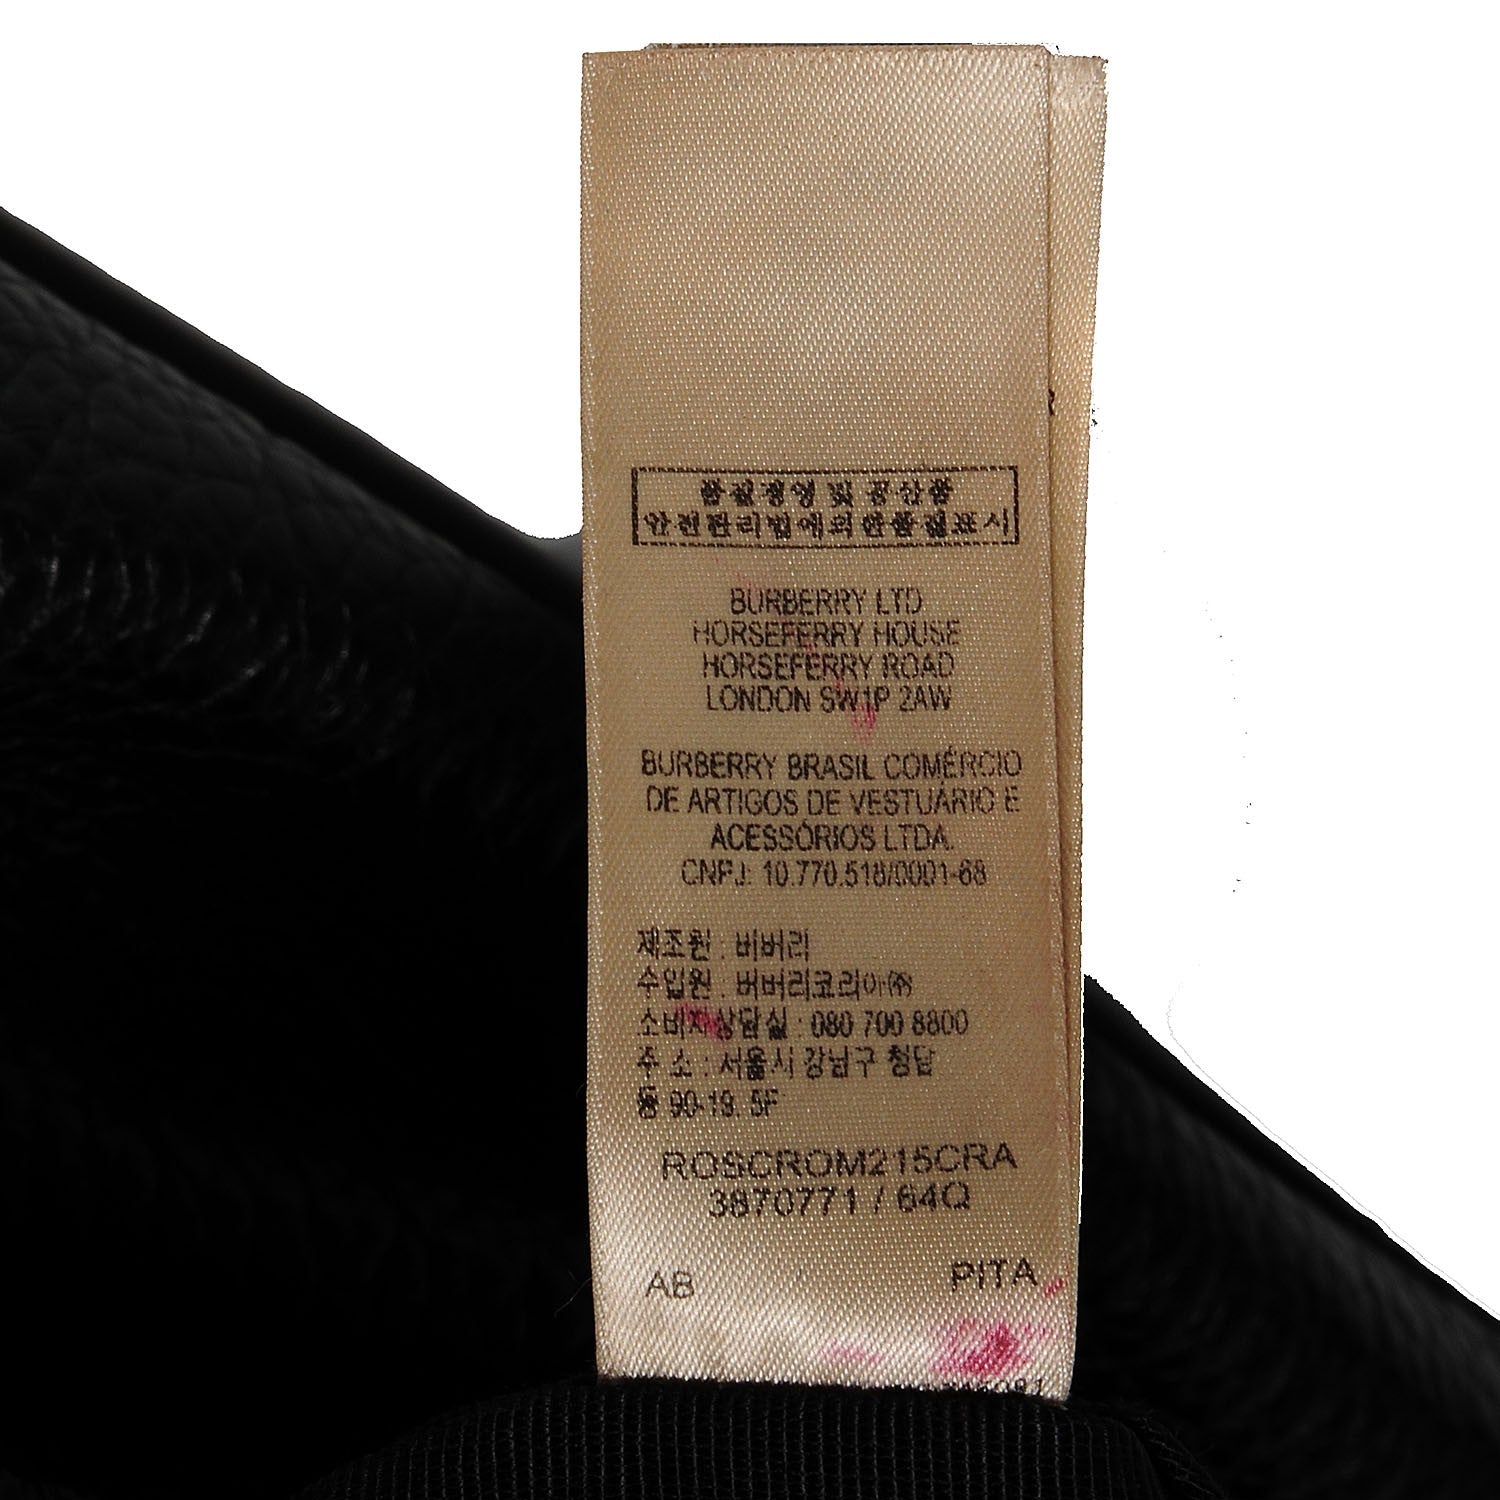 품질경영 및 공산품
안전관리법에의한품질표시
BURBERRY LTD
HORSEFERRY HOUSE
HORSEFERRY ROAD
LONDON SW1P 2AW
BURBERRY BRASIL COMÉRCIO
DE ARTIGOS DE VESTUÁRIO E
ACESSÓRIOS LTDA.
CNPJ: 10.770.518/0001-68
제조원 : 버버리
수입원 : 버버리코리아㈜
소비자상담실 : 080 700 8800
주 소 : 서울시 강남구 청담
동 90-19. 5F
ROSCROM215CRA
3870771 / 64Q
AB PITA